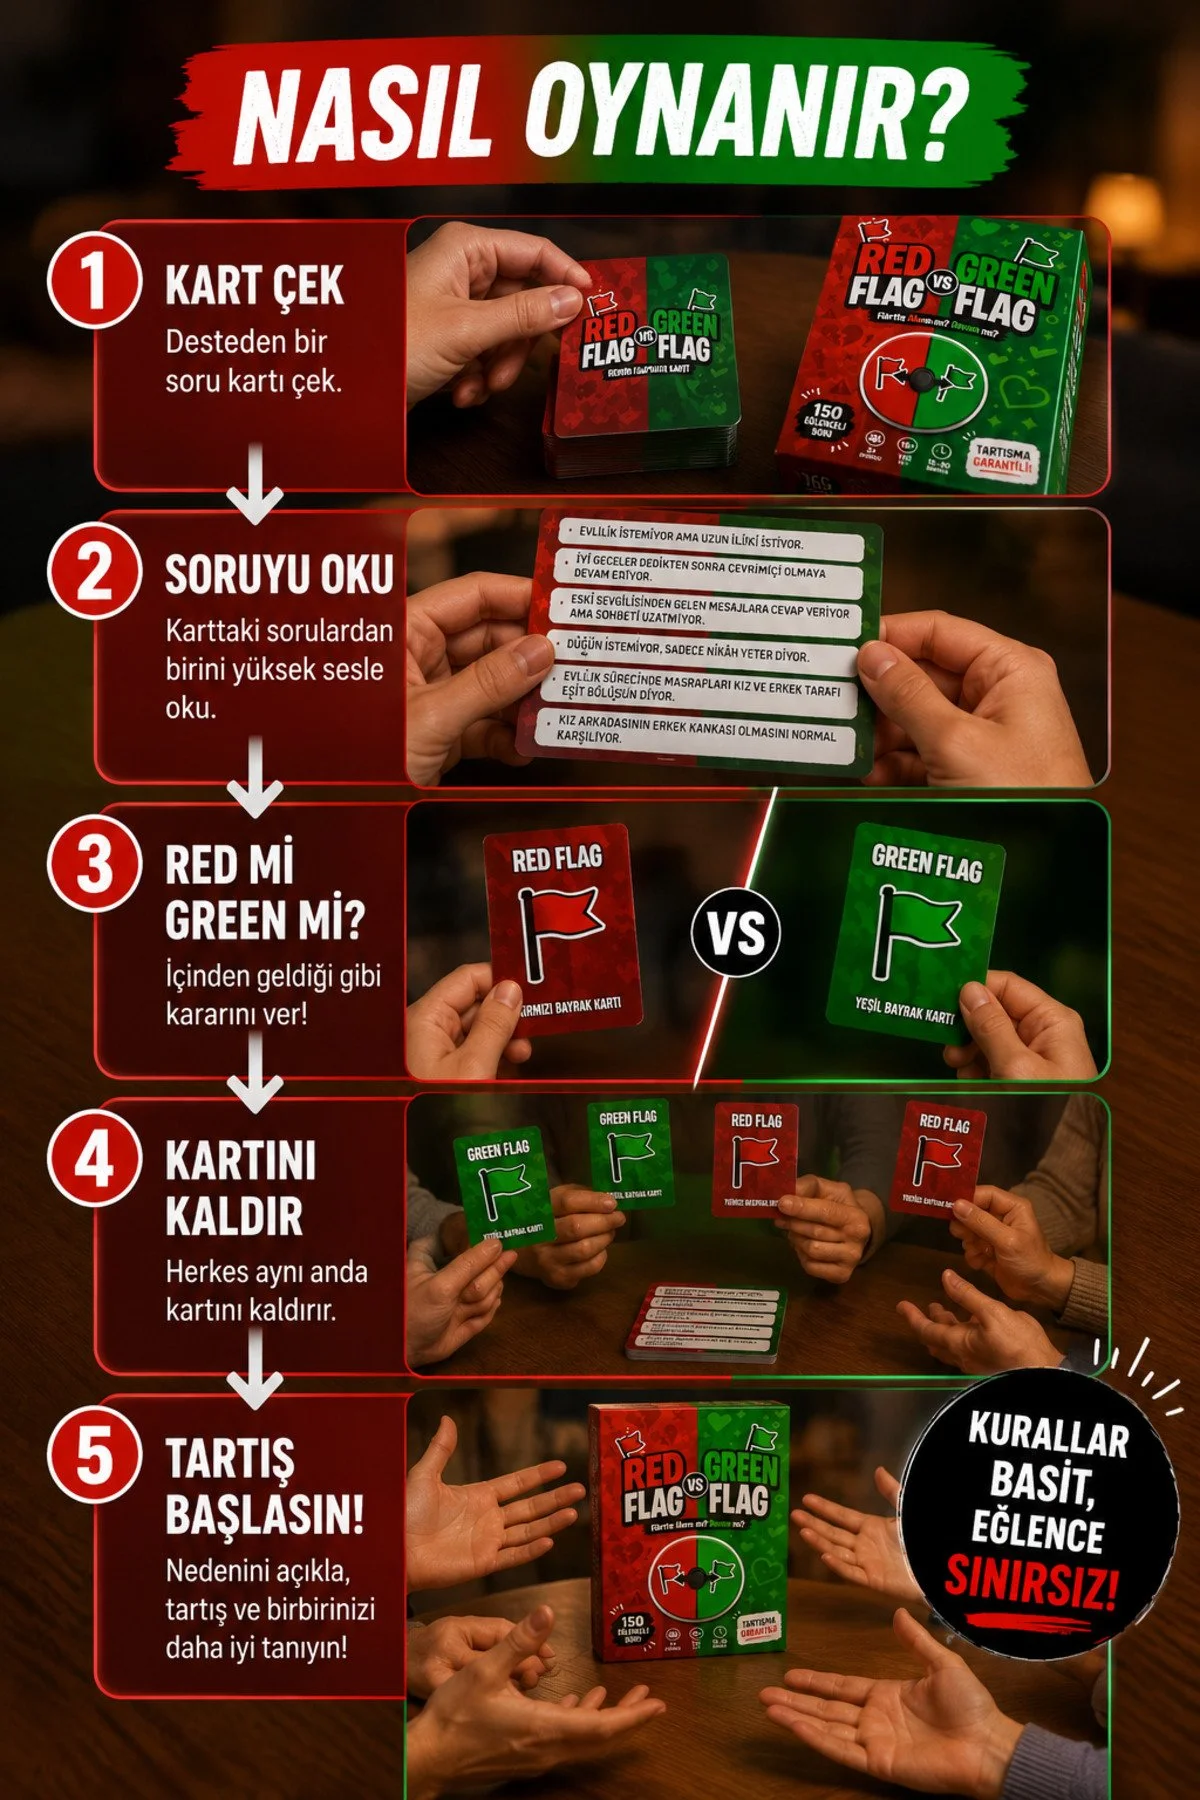 NASIL OYNANIR?
1
KART ÇEK
Desteden bir
soru kartı çek.
RED VS GREEN
FLAG FLAG
RED VS GREEN
FLAG FLAG
150
TARTIŞMA
GARANTİLİ!
2
SORUYU OKU
Karttaki sorulardan
birini yüksek sesle
oku.
EVLİLİK İSTEMİYOR AMA UZUN İLİŞKİ İSTİYOR.
İYİ GECELER DEDİKTEN SONRA ÇEVRİMİÇİ OLMAYA
DEVAM EDİYOR.
ESKİ SEVGİLİSİNDEN GELEN MESAJLARA CEVAP VERİYOR
AMA SOHBETİ UZATMIYOR.
DÜĞÜN İSTEMİYOR, SADECE NİKÂH YETER DİYOR.
EVLİLİK SÜRECİNDE MASRAPLARI KIZ VE ERKEK TARAFI
EŞİT BÖLÜŞSÜN DİYOR.
KIZ ARKADASININ ERKEK KANKASI OLMASINI NORMAL
KARŞILIYOR.
3
RED Mİ
GREEN Mİ?
İçinden geldiği gibi
kararını ver!
RED FLAG
KIRMIZI BAYRAK KARTI
VS
GREEN FLAG
YEŞİL BAYRAK KARTI
4
KARTINI
KALDIR
Herkes aynı anda
kartını kaldırır.
GREEN FLAG
GREEN FLAG
RED FLAG
RED FLAG
5
TARTIŞ
BAŞLASIN!
Nedenini açıkla,
tartış ve birbirinizi
daha iyi tanıyın!
RED VS GREEN
FLAG FLAG
150
KURALLAR
BASİT,
EĞLENCE
SINIRSIZ!